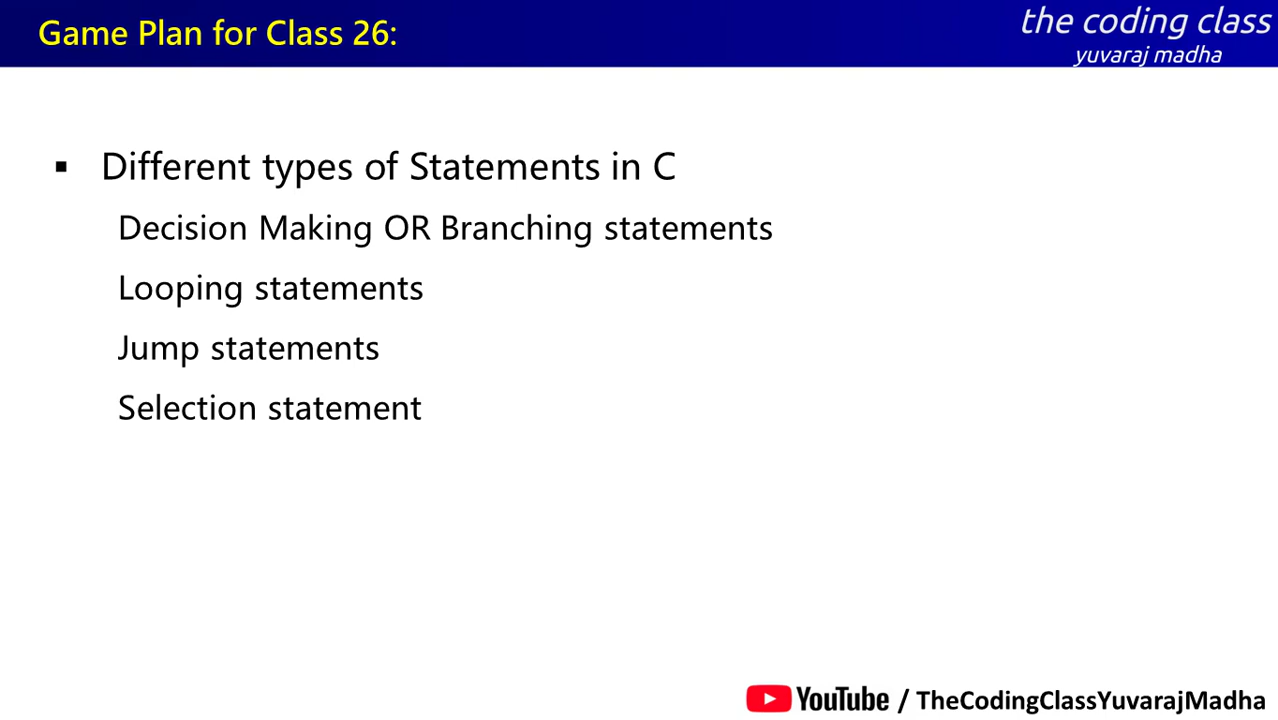 Game Plan for Class 26:
the coding class
yuvaraj madha
▪ Different types of Statements in C
Decision Making OR Branching statements
Looping statements
Jump statements
Selection statement
YouTube / TheCodingClassYuvarajMadha